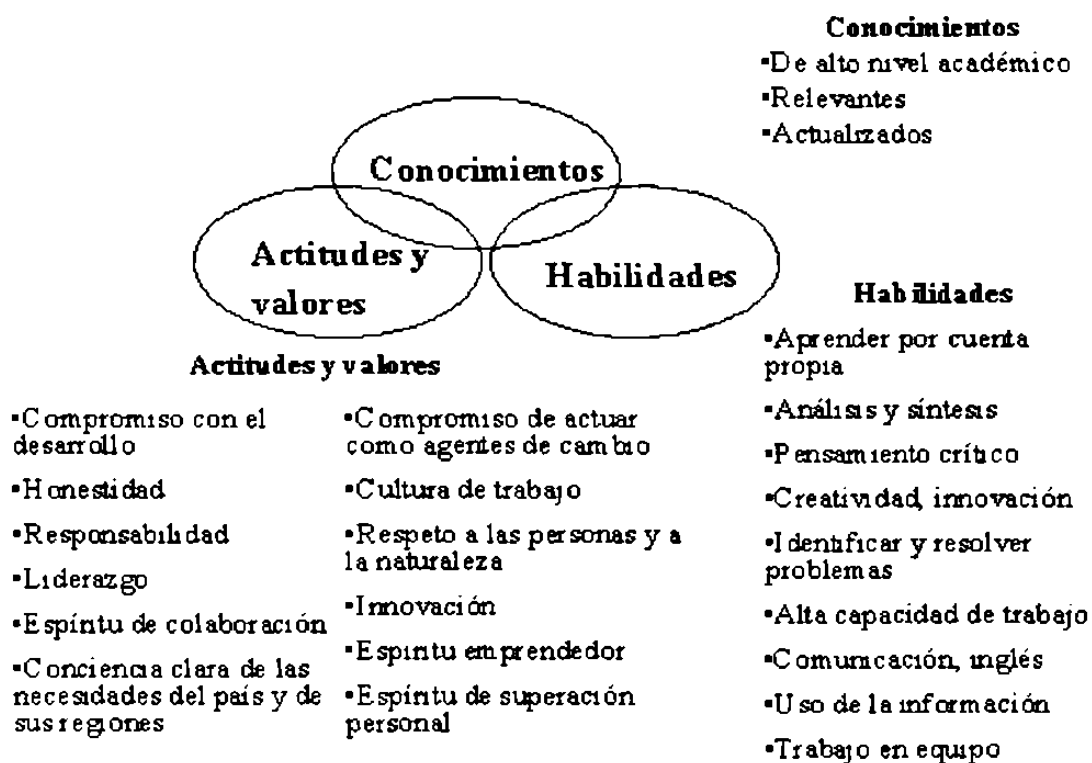 Conocimientos
▪De alto nivel académico
▪Relevantes
▪Actualizados
Conocimientos
Actitudes y
valores
Habilidades
Actitudes y valores
▪Compromiso con el
desarrollo
▪Honestidad
▪Responsabilidad
▪Liderazgo
▪Espíritu de colaboración
▪Conciencia clara de las
necesidades del país y de
sus regiones
▪Compromiso de actuar
como agentes de cambio
▪Cultura de trabajo
▪Respeto a las personas y a
la naturaleza
▪Innovación
▪Espíritu emprendedor
▪Espíritu de superación
personal
Habilidades
▪Aprender por cuenta
propia
▪Análisis y síntesis
▪Pensamiento crítico
▪Creatividad, innovación
▪Identificar y resolver
problemas
▪Alta capacidad de trabajo
▪Comunicación, inglés
▪Uso de la información
▪Trabajo en equipo